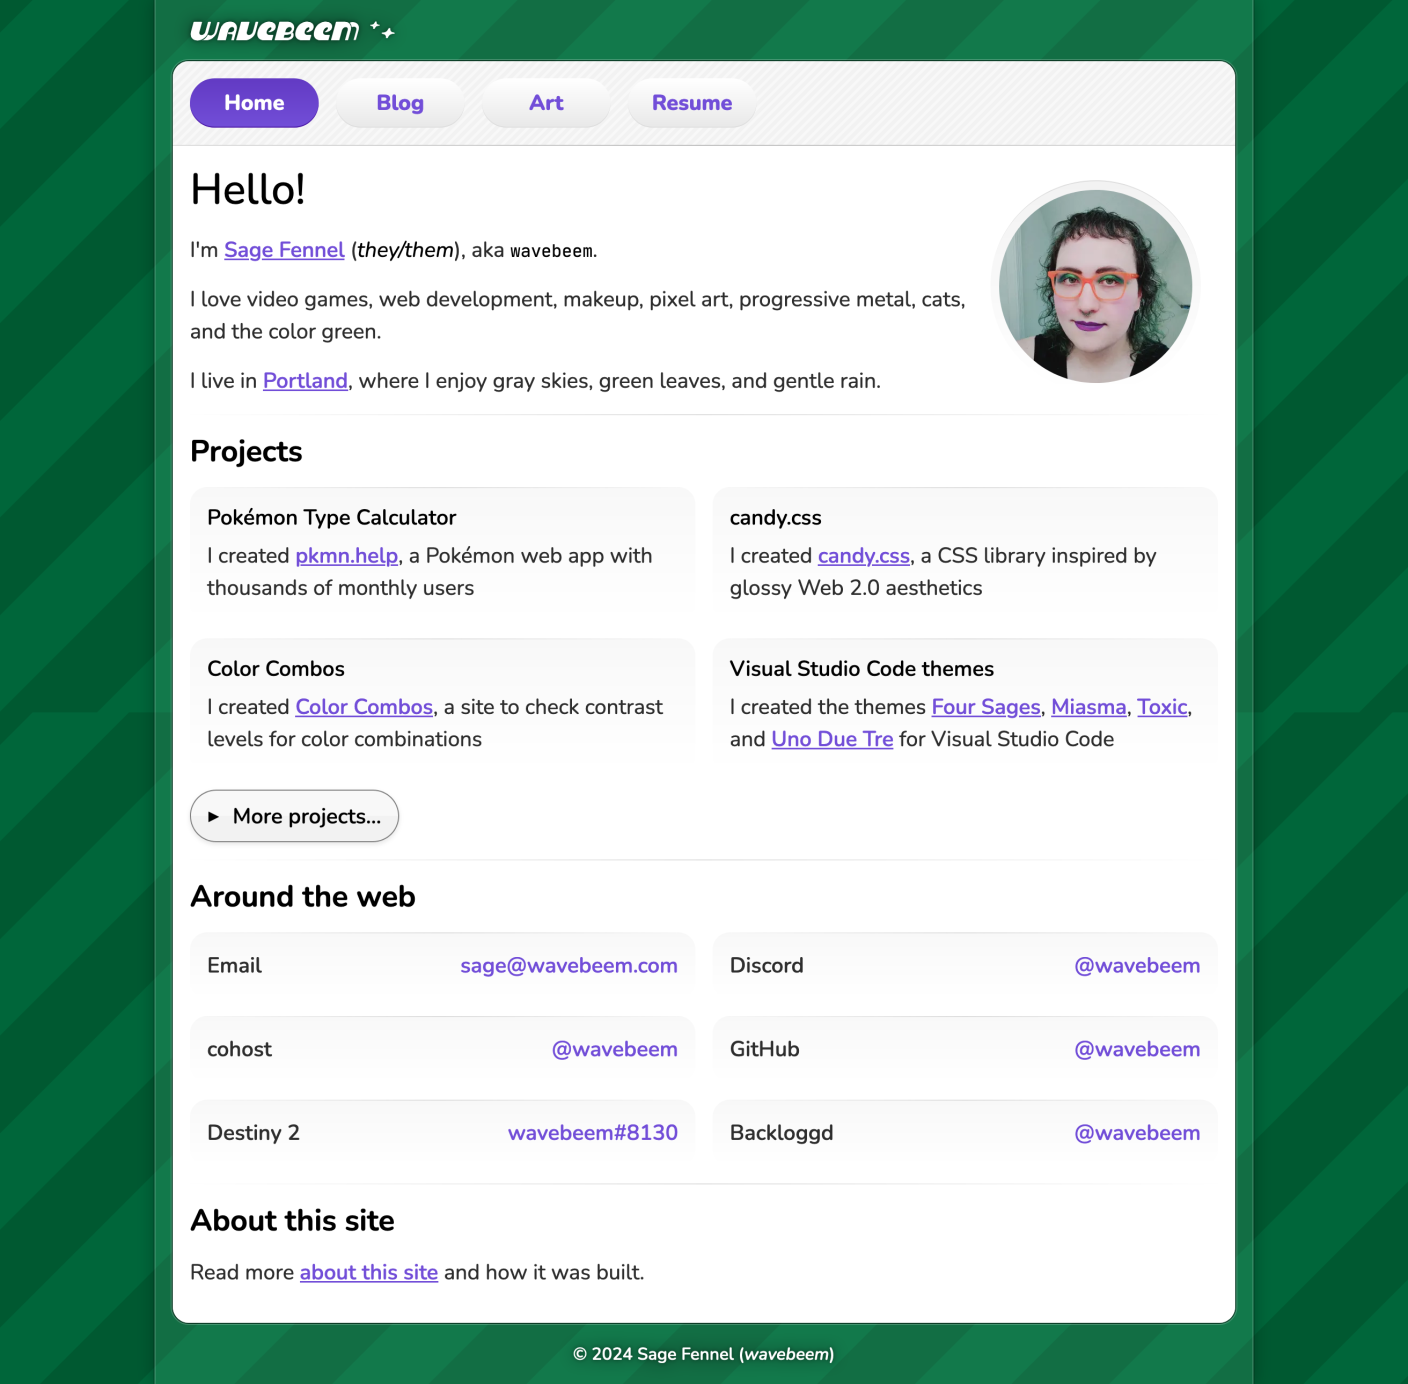 wavebeem
Home Blog Art Resume
Hello!
I'm Sage Fennel (they/them), aka wavebeem.
I love video games, web development, makeup, pixel art, progressive metal, cats,
and the color green.
I live in Portland, where I enjoy gray skies, green leaves, and gentle rain.
Projects
Pokémon Type Calculator
I created pkmn.help, a Pokémon web app with
thousands of monthly users
candy.css
I created candy.css, a CSS library inspired by
glossy Web 2.0 aesthetics
Color Combos
I created Color Combos, a site to check contrast
levels for color combinations
Visual Studio Code themes
I created the themes Four Sages, Miasma, Toxic,
and Uno Due Tre for Visual Studio Code
▶ More projects...
Around the web
Email sage@wavebeem.com
Discord @wavebeem
cohost @wavebeem
GitHub @wavebeem
Destiny 2 wavebeem#8130
Backloggd @wavebeem
About this site
Read more about this site and how it was built.
© 2024 Sage Fennel (wavebeem)